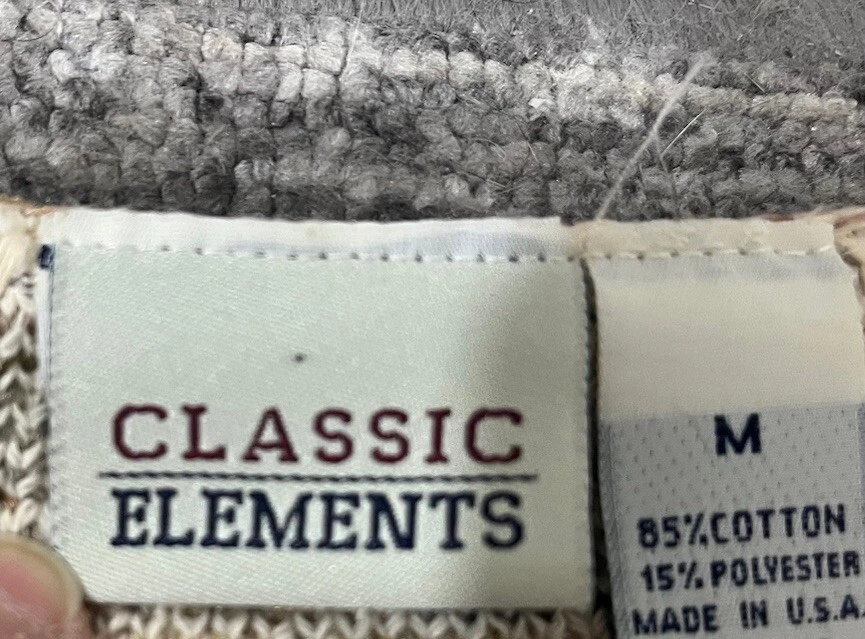 CLASSIC
ELEMENTS
M
85% COTTON
15% POLYESTER
MADE IN U.S.A